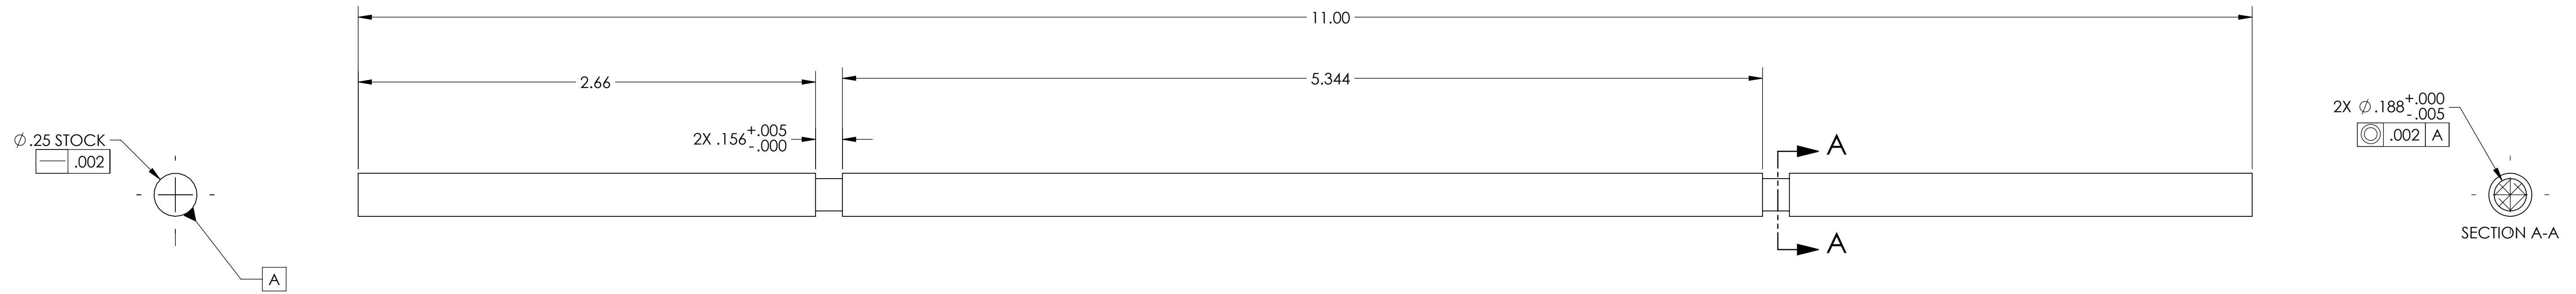 11.00
2.66
5.344
2X .156 +.005 -.000
⌀.25 STOCK
.002
A
A
A
2X ⌀.188 +.000 -.005
.002 A
SECTION A-A